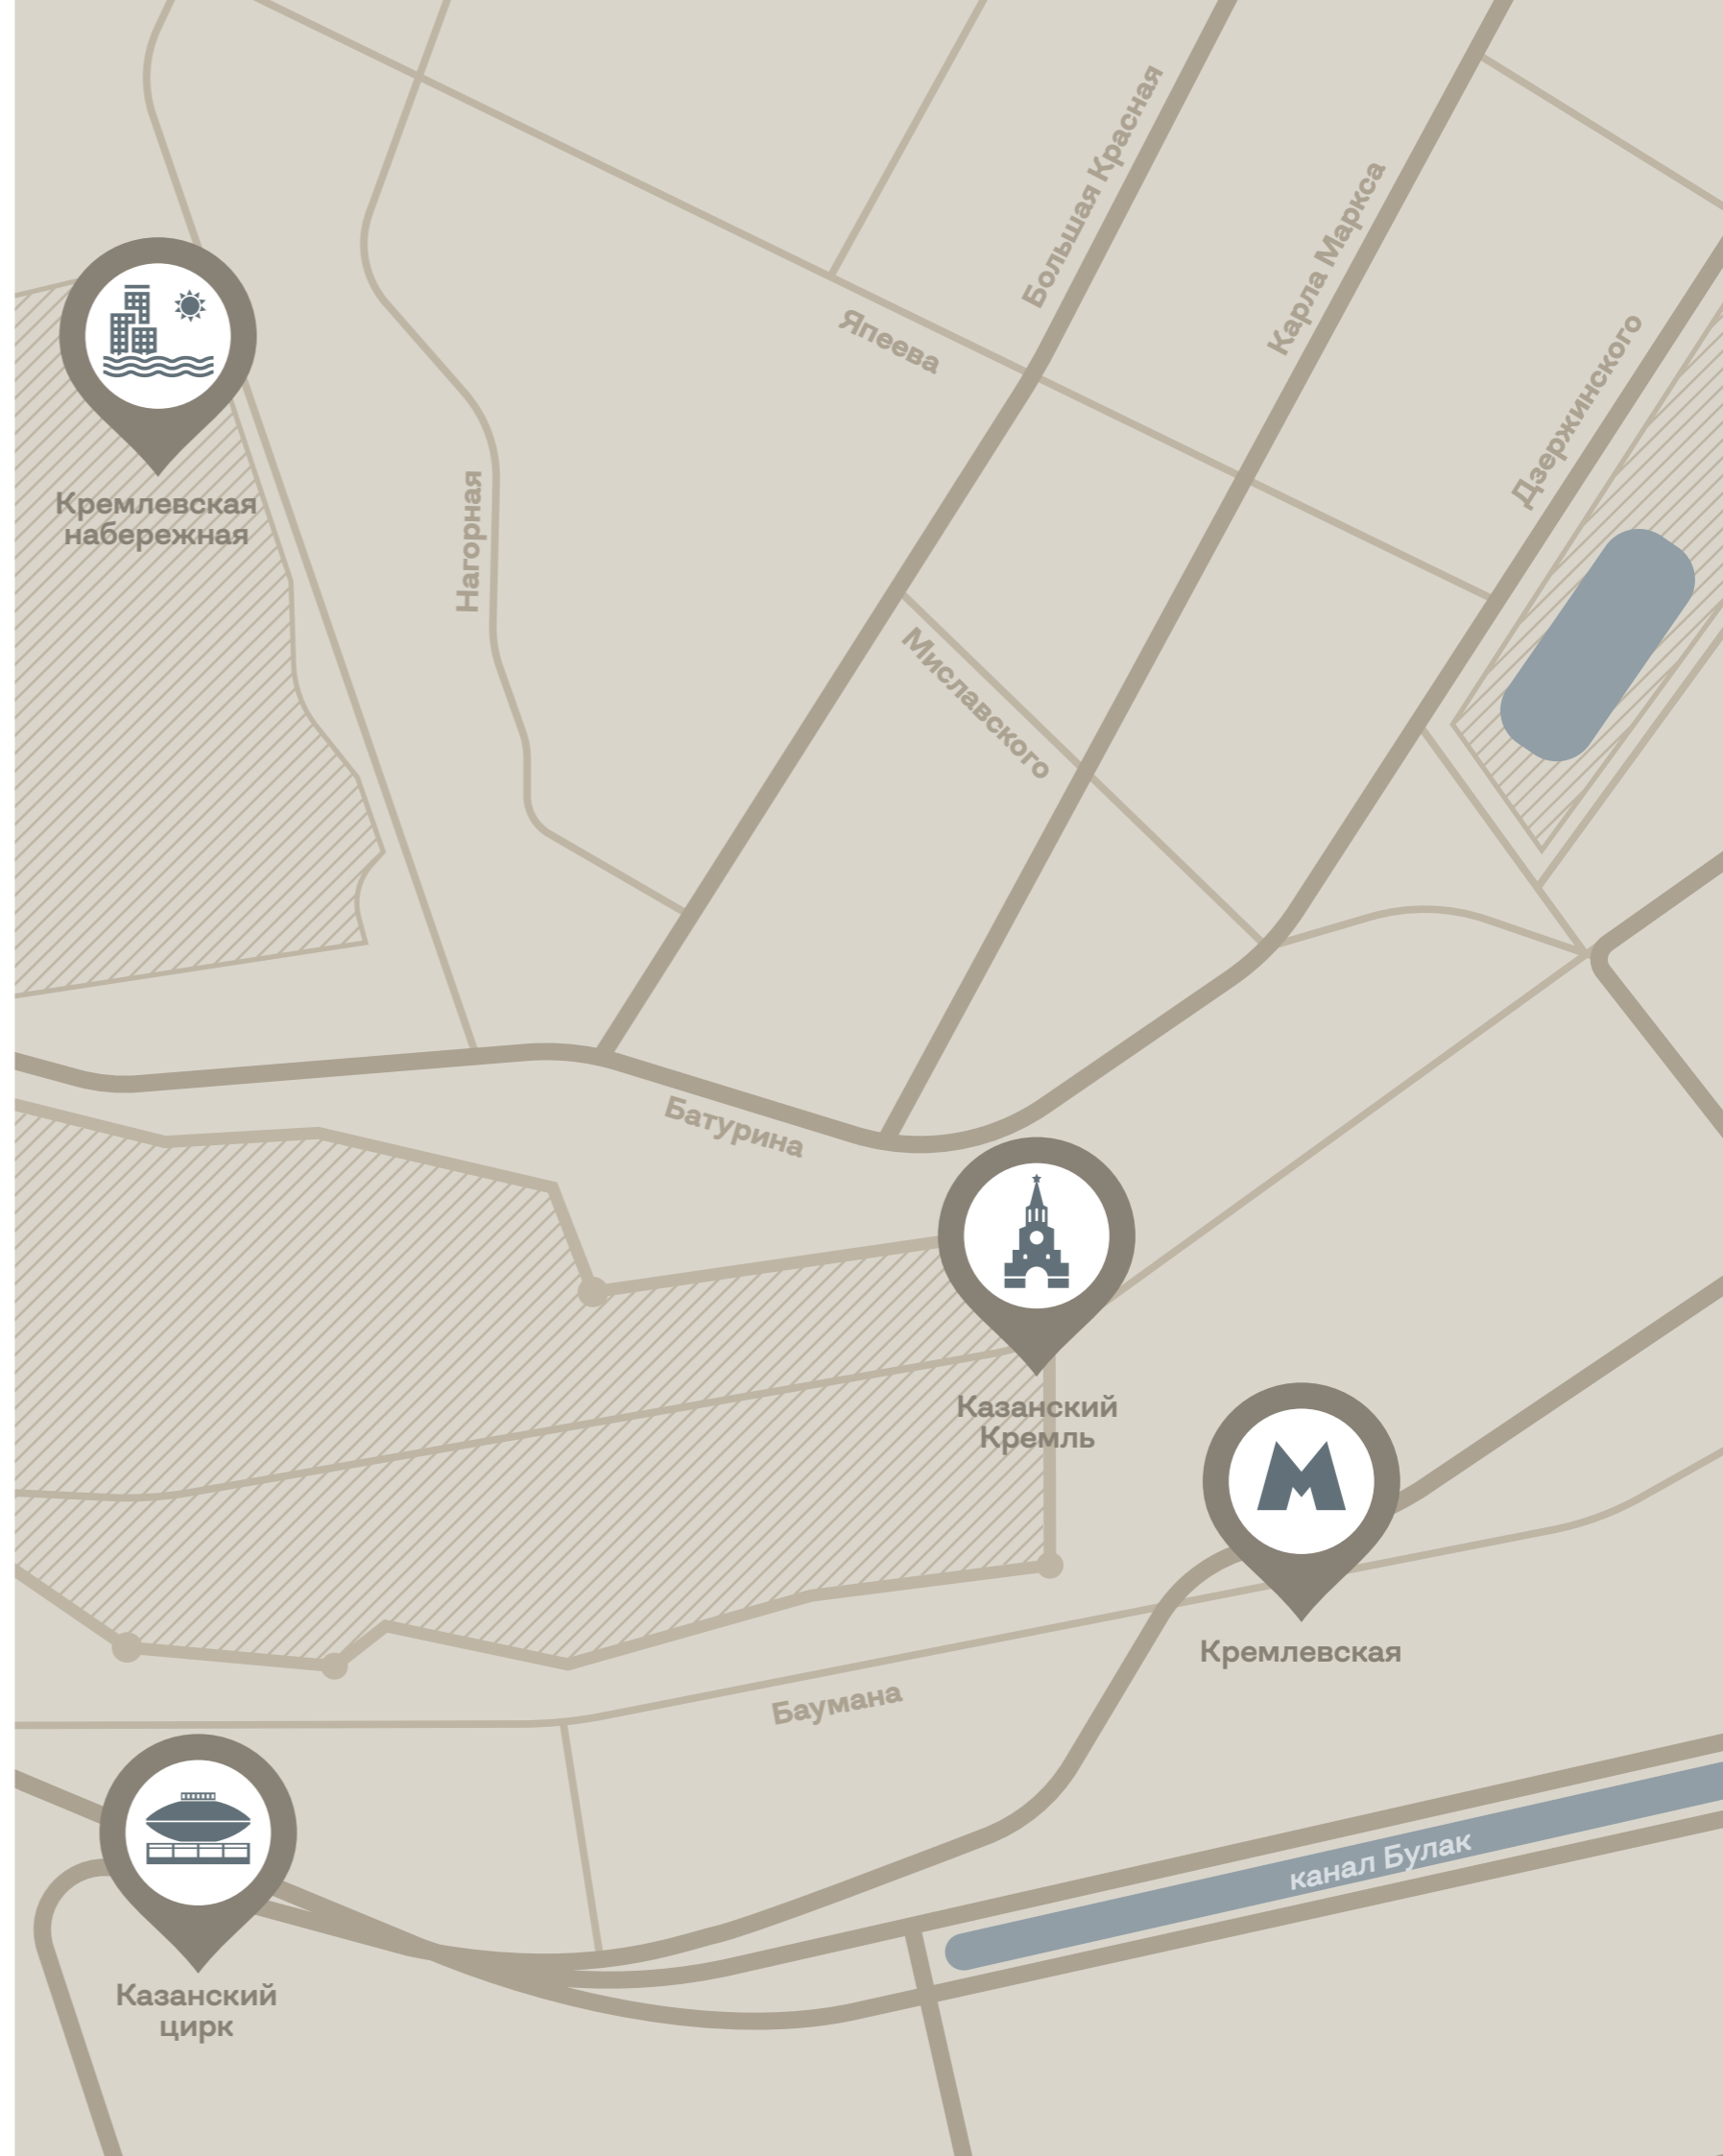 Большая Красная
Карла Маркса
Япеева
Дзержинского
Кремлевская
набережная
Нагорная
Миславского
Батурина
Казанский
Кремль
Кремлевская
Баумана
канал Булак
Казанский
цирк